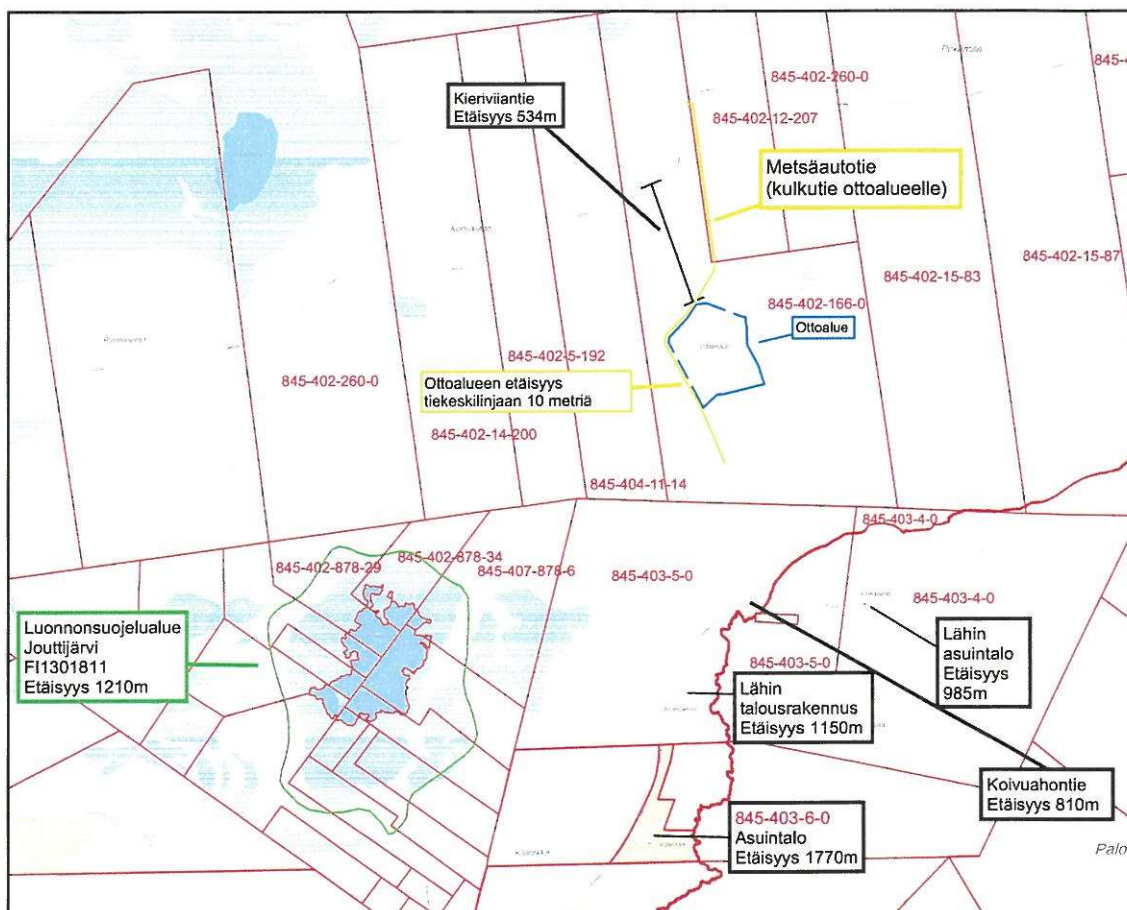 845-402-260-0
Kieriviiantie
Etäisyys 534m
845-402-12-207
Metsäautotie
(kulkutie ottoalueelle)
845-402-15-87
845-402-15-83
845-402-166-0
Ottoalue
845-402-5-192
845-402-260-0
Ottoalueen etäisyys
tiekeskilinjaan 10 metriä
845-402-14-200
845-404-11-14
845-403-4-0
845-402-878-34
845-402-878-29
845-407-878-6
845-403-5-0
845-403-4-0
Luonnonsuojelualue
Jouttijärvi
FI1301811
Etäisyys 1210m
Lähin
asuintalo
Etäisyys
985m
845-403-5-0
Lähin
talousrakennus
Etäisyys 1150m
Koivuahontie
Etäisyys 810m
845-403-6-0
Asuintalo
Etäisyys 1770m
Palo